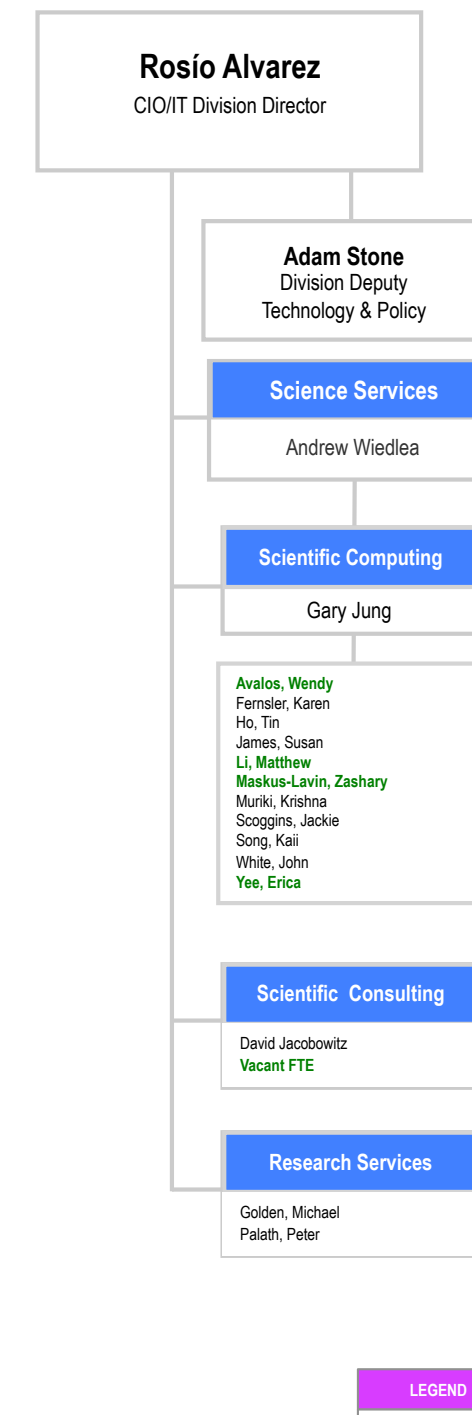 Rosío Alvarez
CIO/IT Division Director
Adam Stone
Division Deputy
Technology & Policy
Science Services
Andrew Wiedlea
Scientific Computing
Gary Jung
Avalos, Wendy
Fernsler, Karen
Ho, Tin
James, Susan
Li, Matthew
Maskus-Lavin, Zashary
Muriki, Krishna
Scoggins, Jackie
Song, Kaii
White, John
Yee, Erica
Scientific Consulting
David Jacobowitz
Vacant FTE
Research Services
Golden, Michael
Palath, Peter
LEGEND